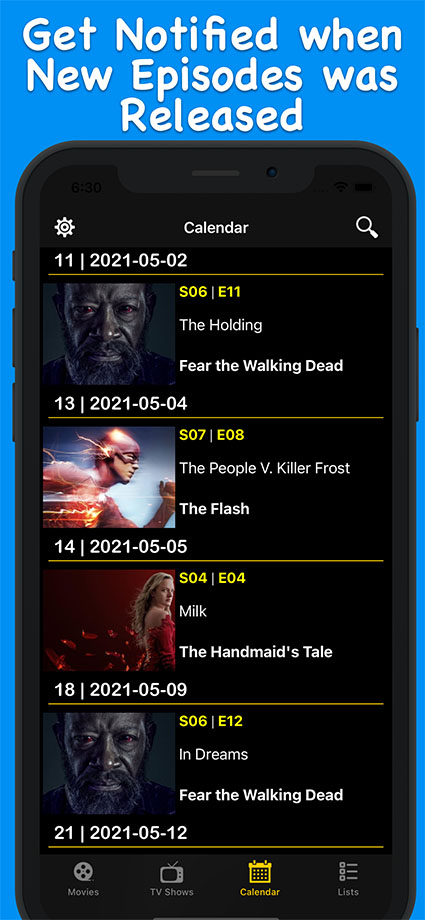 Get Notified when
New Episodes was
Released
6:30
Calendar
11 | 2021-05-02
S06 | E11
The Holding
Fear the Walking Dead
13 | 2021-05-04
S07 | E08
The People V. Killer Frost
The Flash
14 | 2021-05-05
S04 | E04
Milk
The Handmaid's Tale
18 | 2021-05-09
S06 | E12
In Dreams
Fear the Walking Dead
21 | 2021-05-12
Movies
TV Shows
Calendar
Lists